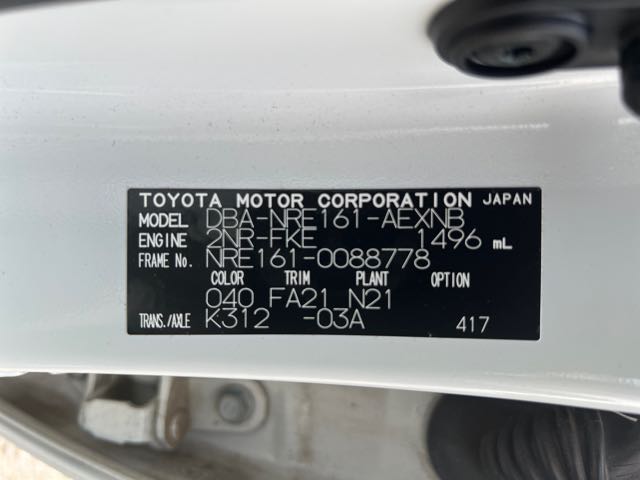 TOYOTA MOTOR CORPORATION JAPAN
MODEL DBA-NRE161-AEXNB
ENGINE 2NR-FKE 1496 mL
FRAME No. NRE161-0088778
COLOR TRIM PLANT OPTION
040 FA21 N21
TRANS./AXLE K312 -03A 417